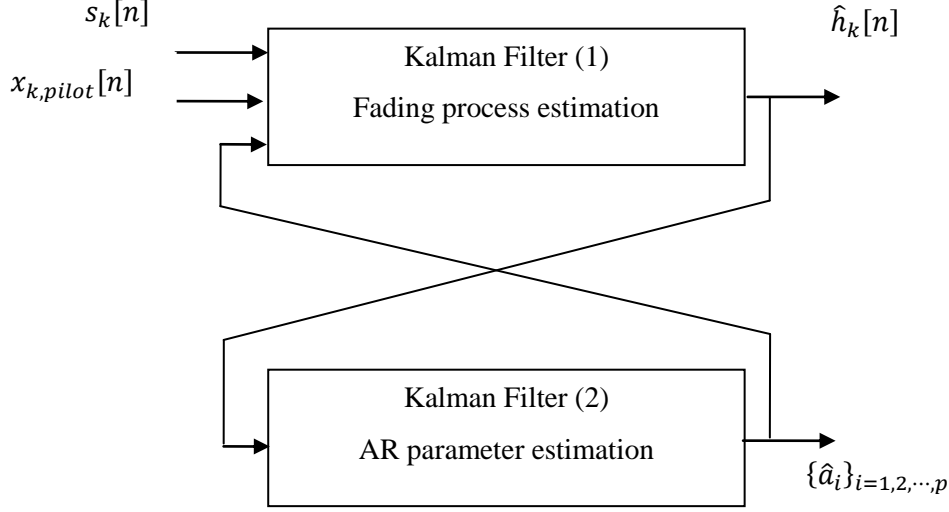 s_k[n]
ĥ_k[n]
Kalman Filter (1)
x_{k,pilot}[n]
Fading process estimation
Kalman Filter (2)
AR parameter estimation
{â_i}_{i=1,2,⋯,p}